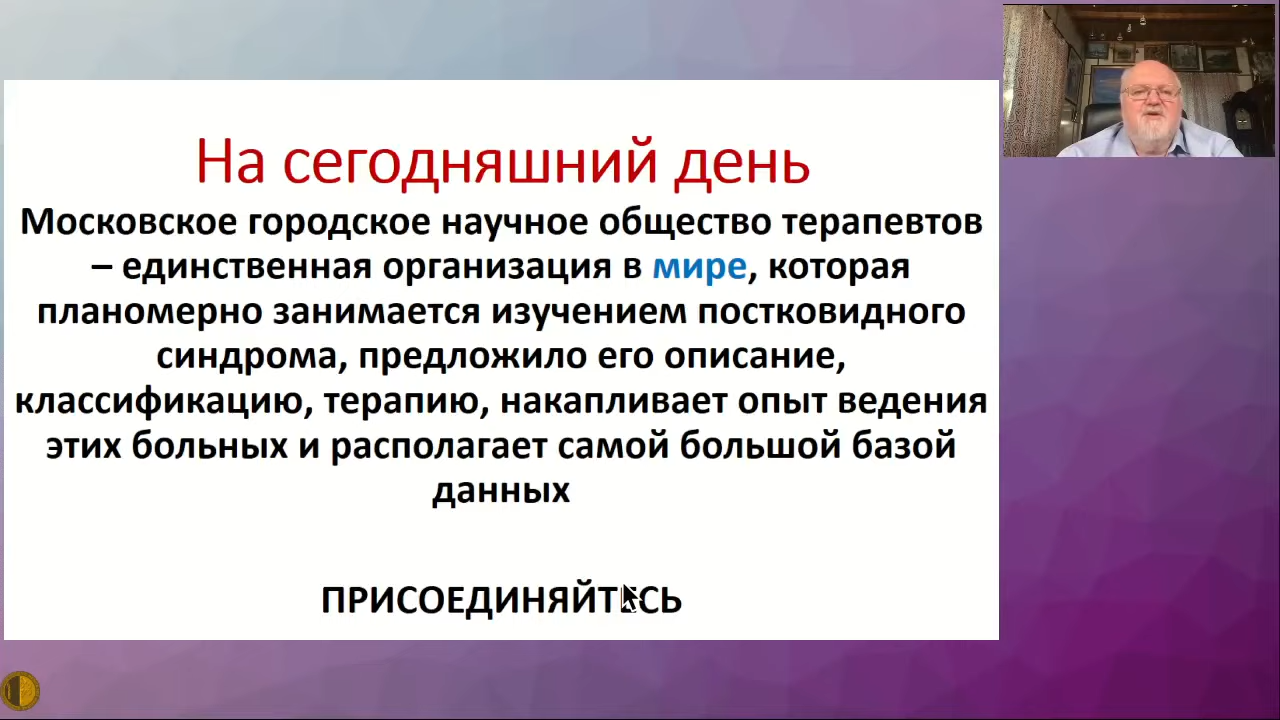 На сегодняшний день
Московское городское научное общество терапевтов
– единственная организация в мире, которая
планомерно занимается изучением постковидного
синдрома, предложило его описание,
классификацию, терапию, накапливает опыт ведения
этих больных и располагает самой большой базой
данных
ПРИСОЕДИНЯЙТЕСЬ